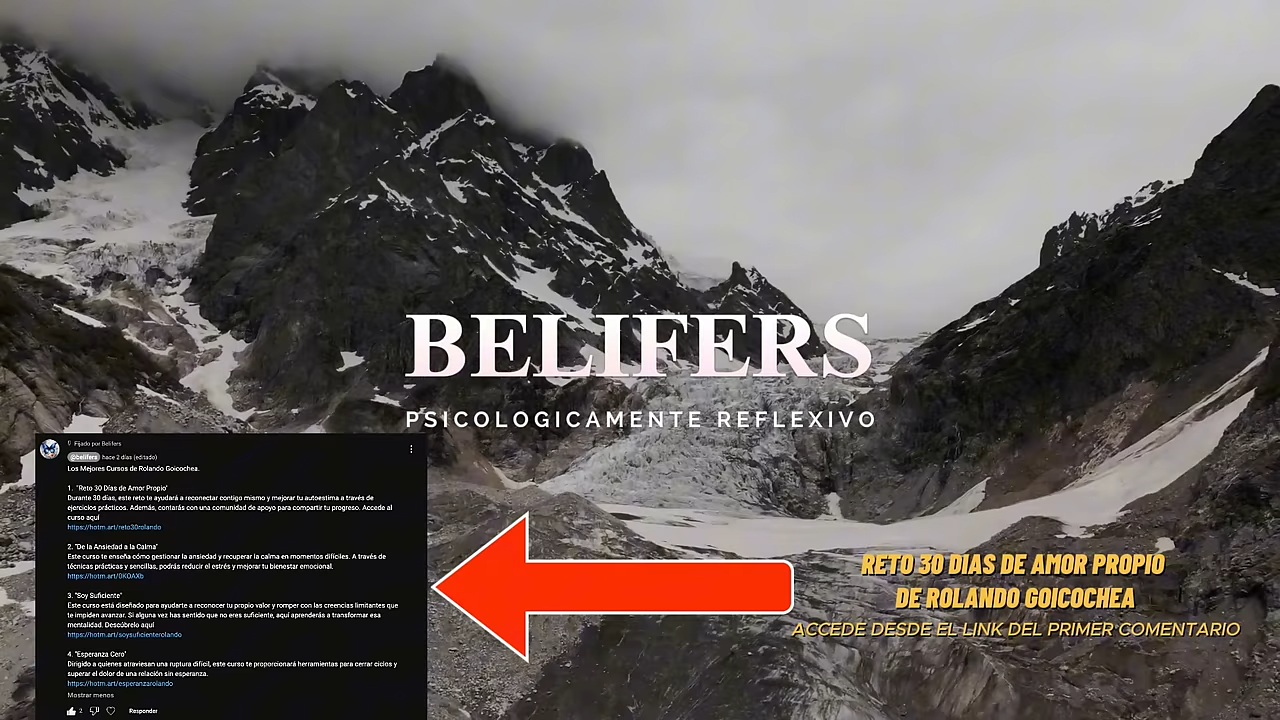 BELIFERS
PSICOLOGICAMENTE REFLEXIVO
Fijado por Belifers
@belifers hace 2 días (editado)
Los Mejores Cursos de Rolando Goicochea.
1. "Reto 30 Días de Amor Propio"
Durante 30 días, este reto te ayudará a reconectar contigo mismo y mejorar tu autoestima a través de
ejercicios prácticos. Además, contarás con una comunidad de apoyo para compartir tu progreso. Accede al
curso aquí
https://hotm.art/reto30rolando
2. "De la Ansiedad a la Calma"
Este curso te enseña cómo gestionar la ansiedad y recuperar la calma en momentos difíciles. A través de
técnicas prácticas y sencillas, podrás reducir el estrés y mejorar tu bienestar emocional.
https://hotm.art/0K0AXb
3. "Soy Suficiente"
Este curso está diseñado para ayudarte a reconocer tu propio valor y romper con las creencias limitantes que
te impiden avanzar. Si alguna vez has sentido que no eres suficiente, aquí aprenderás a transformar esa
mentalidad. Descúbrelo aquí
https://hotm.art/soysuficienterolando
4. "Esperanza Cero"
Dirigido a quienes atraviesan una ruptura difícil, este curso te proporcionará herramientas para cerrar ciclos y
superar el dolor de una relación sin esperanza.
https://hotm.art/esperanzarolando
Mostrar menos
2 Responder
RETO 30 DIAS DE AMOR PROPIO
DE ROLANDO GOICOCHEA
ACCEDE DESDE EL LINK DEL PRIMER COMENTARIO